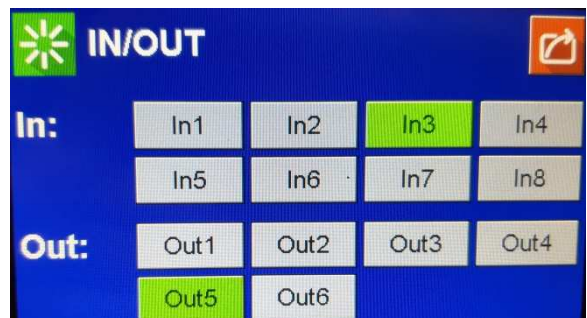 IN/OUT
In: In1 In2 In3 In4
In5 In6 In7 In8
Out: Out1 Out2 Out3 Out4
Out5 Out6